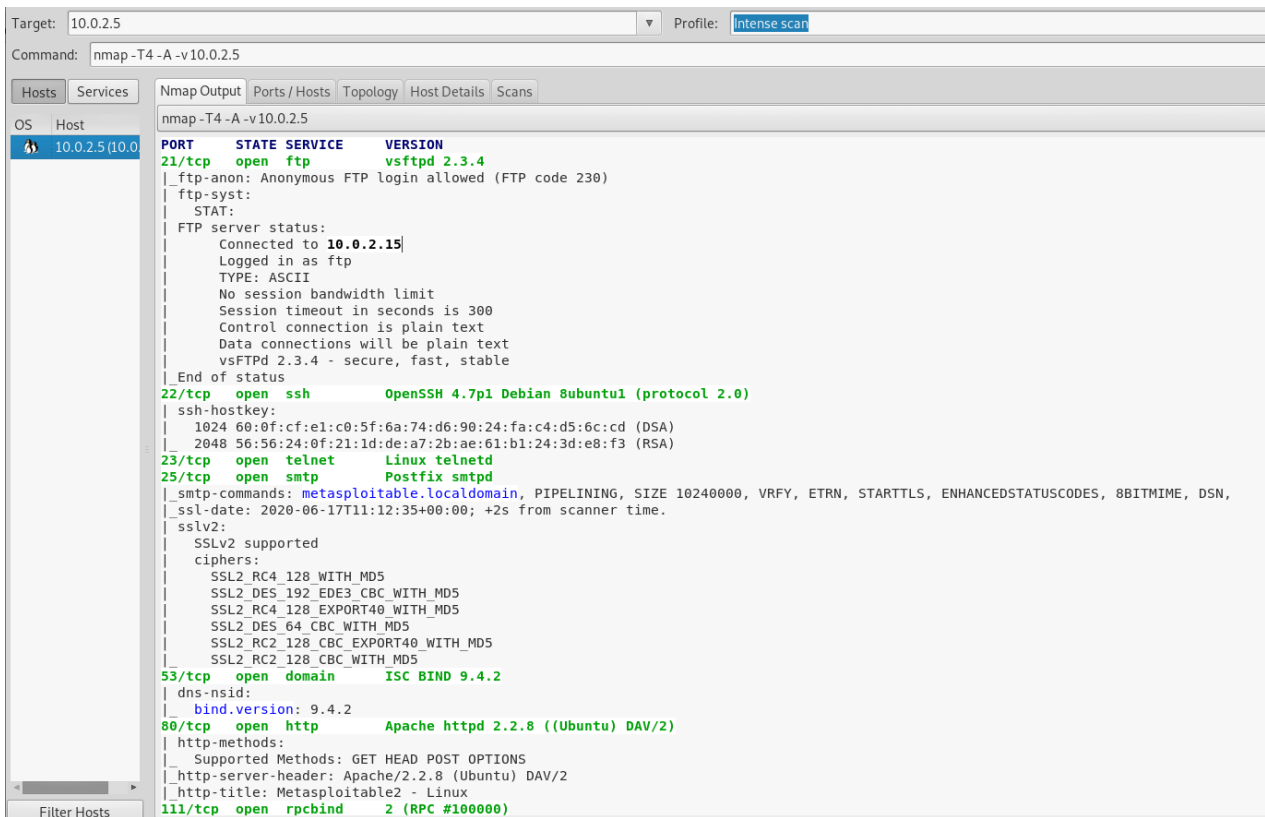 Target: 10.0.2.5 Profile: Intense scan
Command: nmap -T4 -A -v 10.0.2.5
Hosts Services Nmap Output Ports / Hosts Topology Host Details Scans
OS Host
nmap -T4 -A -v 10.0.2.5
10.0.2.5 (10.0.
PORT STATE SERVICE VERSION
21/tcp open ftp vsftpd 2.3.4
|_ftp-anon: Anonymous FTP login allowed (FTP code 230)
| ftp-syst:
|   STAT:
| FTP server status:
|      Connected to 10.0.2.15
|      Logged in as ftp
|      TYPE: ASCII
|      No session bandwidth limit
|      Session timeout in seconds is 300
|      Control connection is plain text
|      Data connections will be plain text
|      vsFTPd 2.3.4 - secure, fast, stable
|_End of status
22/tcp open ssh OpenSSH 4.7p1 Debian 8ubuntu1 (protocol 2.0)
| ssh-hostkey:
|   1024 60:0f:cf:e1:c0:5f:6a:74:d6:90:24:fa:c4:d5:6c:cd (DSA)
|_  2048 56:56:24:0f:21:1d:de:a7:2b:ae:61:b1:24:3d:e8:f3 (RSA)
23/tcp open telnet Linux telnetd
25/tcp open smtp Postfix smtpd
|_smtp-commands: metasploitable.localdomain, PIPELINING, SIZE 10240000, VRFY, ETRN, STARTTLS, ENHANCEDSTATUSCODES, 8BITMIME, DSN,
|_ssl-date: 2020-06-17T11:12:35+00:00; +2s from scanner time.
| sslv2:
|   SSLv2 supported
|   ciphers:
|     SSL2_RC4_128_WITH_MD5
|     SSL2_DES_192_EDE3_CBC_WITH_MD5
|     SSL2_RC4_128_EXPORT40_WITH_MD5
|     SSL2_DES_64_CBC_WITH_MD5
|     SSL2_RC2_128_CBC_EXPORT40_WITH_MD5
|_    SSL2_RC2_128_CBC_WITH_MD5
53/tcp open domain ISC BIND 9.4.2
| dns-nsid:
|_  bind.version: 9.4.2
80/tcp open http Apache httpd 2.2.8 ((Ubuntu) DAV/2)
| http-methods:
|_  Supported Methods: GET HEAD POST OPTIONS
|_http-server-header: Apache/2.2.8 (Ubuntu) DAV/2
|_http-title: Metasploitable2 - Linux
111/tcp open rpcbind 2 (RPC #100000)
Filter Hosts